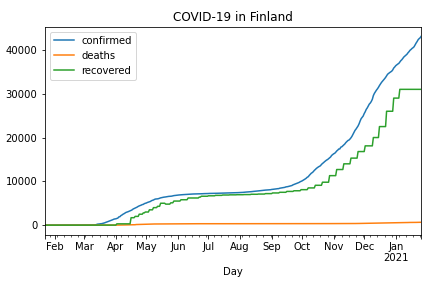 COVID-19 in Finland
confirmed
deaths
recovered
40000
30000
20000
10000
0
Feb Mar Apr May Jun Jul Aug Sep Oct Nov Dec Jan
2021
Day